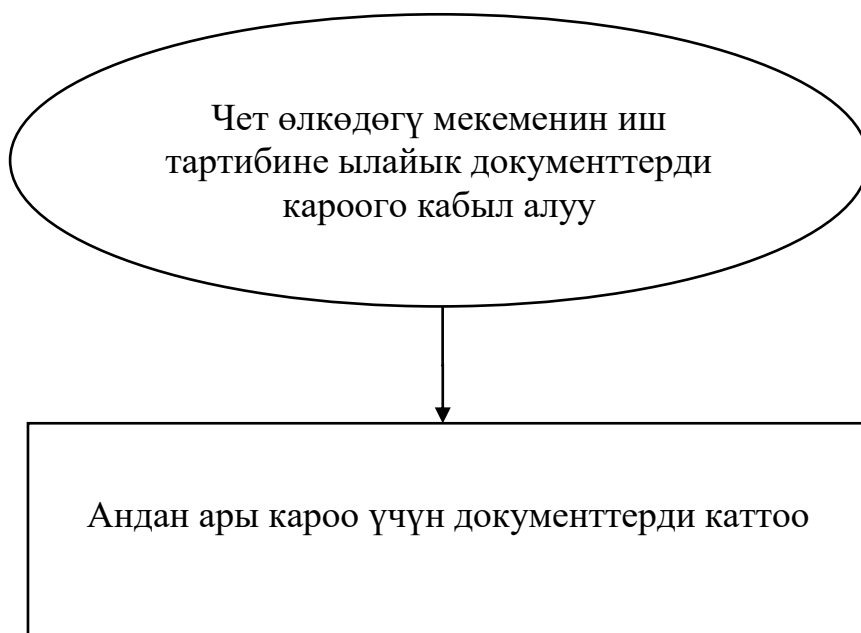 Чет өлкөдөгү мекеменин иш
тартибине ылайык документтерди
кароого кабыл алуу
Андан ары кароо үчүн документтерди каттоо